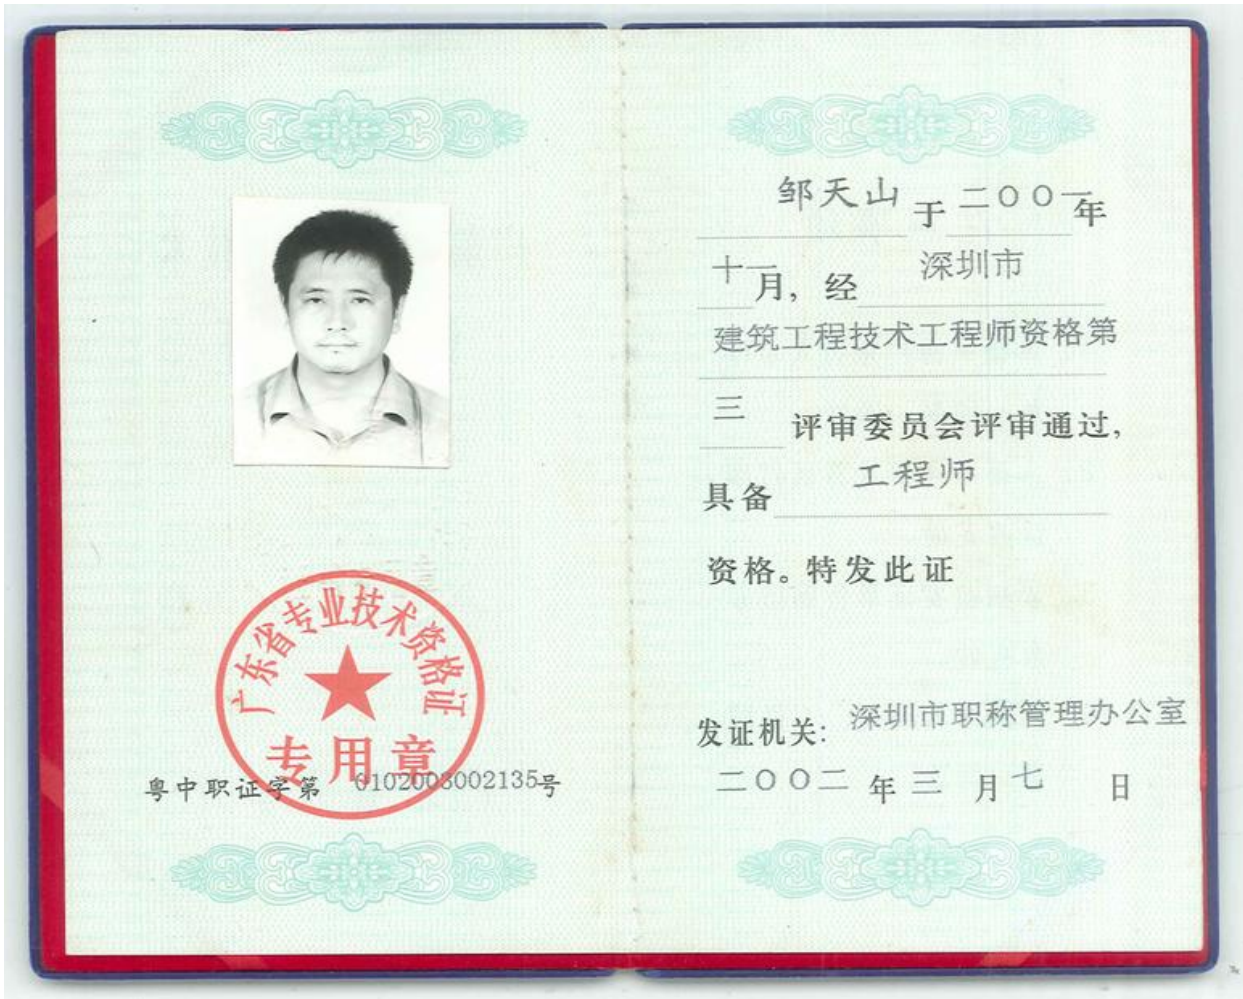 广东省专业技术资格证
专用章
粤中职证字第 0102003002135号
邹天山 于 二〇〇一年
十一月，经 深圳市
建筑工程技术工程师资格第
三 评审委员会评审通过，
具备 工程师
资格。特发此证
发证机关：深圳市职称管理办公室
二〇〇二 年 三 月 七 日